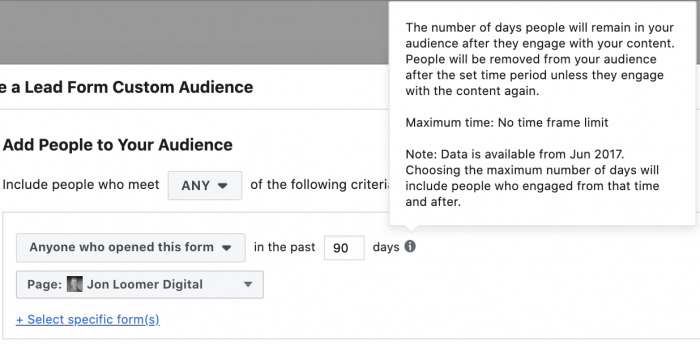 The number of days people will remain in your
audience after they engage with your content.
People will be removed from your audience
after the set time period unless they engage
with the content again.
Maximum time: No time frame limit
Note: Data is available from Jun 2017.
Choosing the maximum number of days will
include people who engaged from that time
and after.
e a Lead Form Custom Audience
Add People to Your Audience
Include people who meet ANY of the following criteri
Anyone who opened this form in the past 90 days
Page: Jon Loomer Digital
+ Select specific form(s)